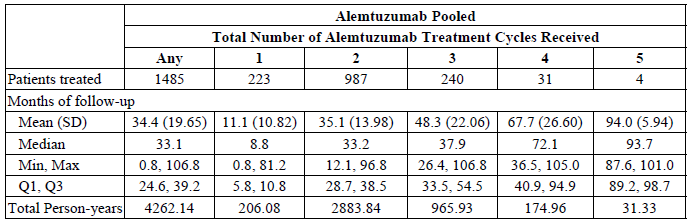 Alemtuzumab Pooled
Total Number of Alemtuzumab Treatment Cycles Received
Any 1 2 3 4 5
Patients treated 1485 223 987 240 31 4
Months of follow-up
Mean (SD) 34.4 (19.65) 11.1 (10.82) 35.1 (13.98) 48.3 (22.06) 67.7 (26.60) 94.0 (5.94)
Median 33.1 8.8 33.2 37.9 72.1 93.7
Min, Max 0.8, 106.8 0.8, 81.2 12.1, 96.8 26.4, 106.8 36.5, 105.0 87.6, 101.0
Q1, Q3 24.6, 39.2 5.8, 10.8 28.7, 38.5 33.5, 54.5 40.9, 94.9 89.2, 98.7
Total Person-years 4262.14 206.08 2883.84 965.93 174.96 31.33